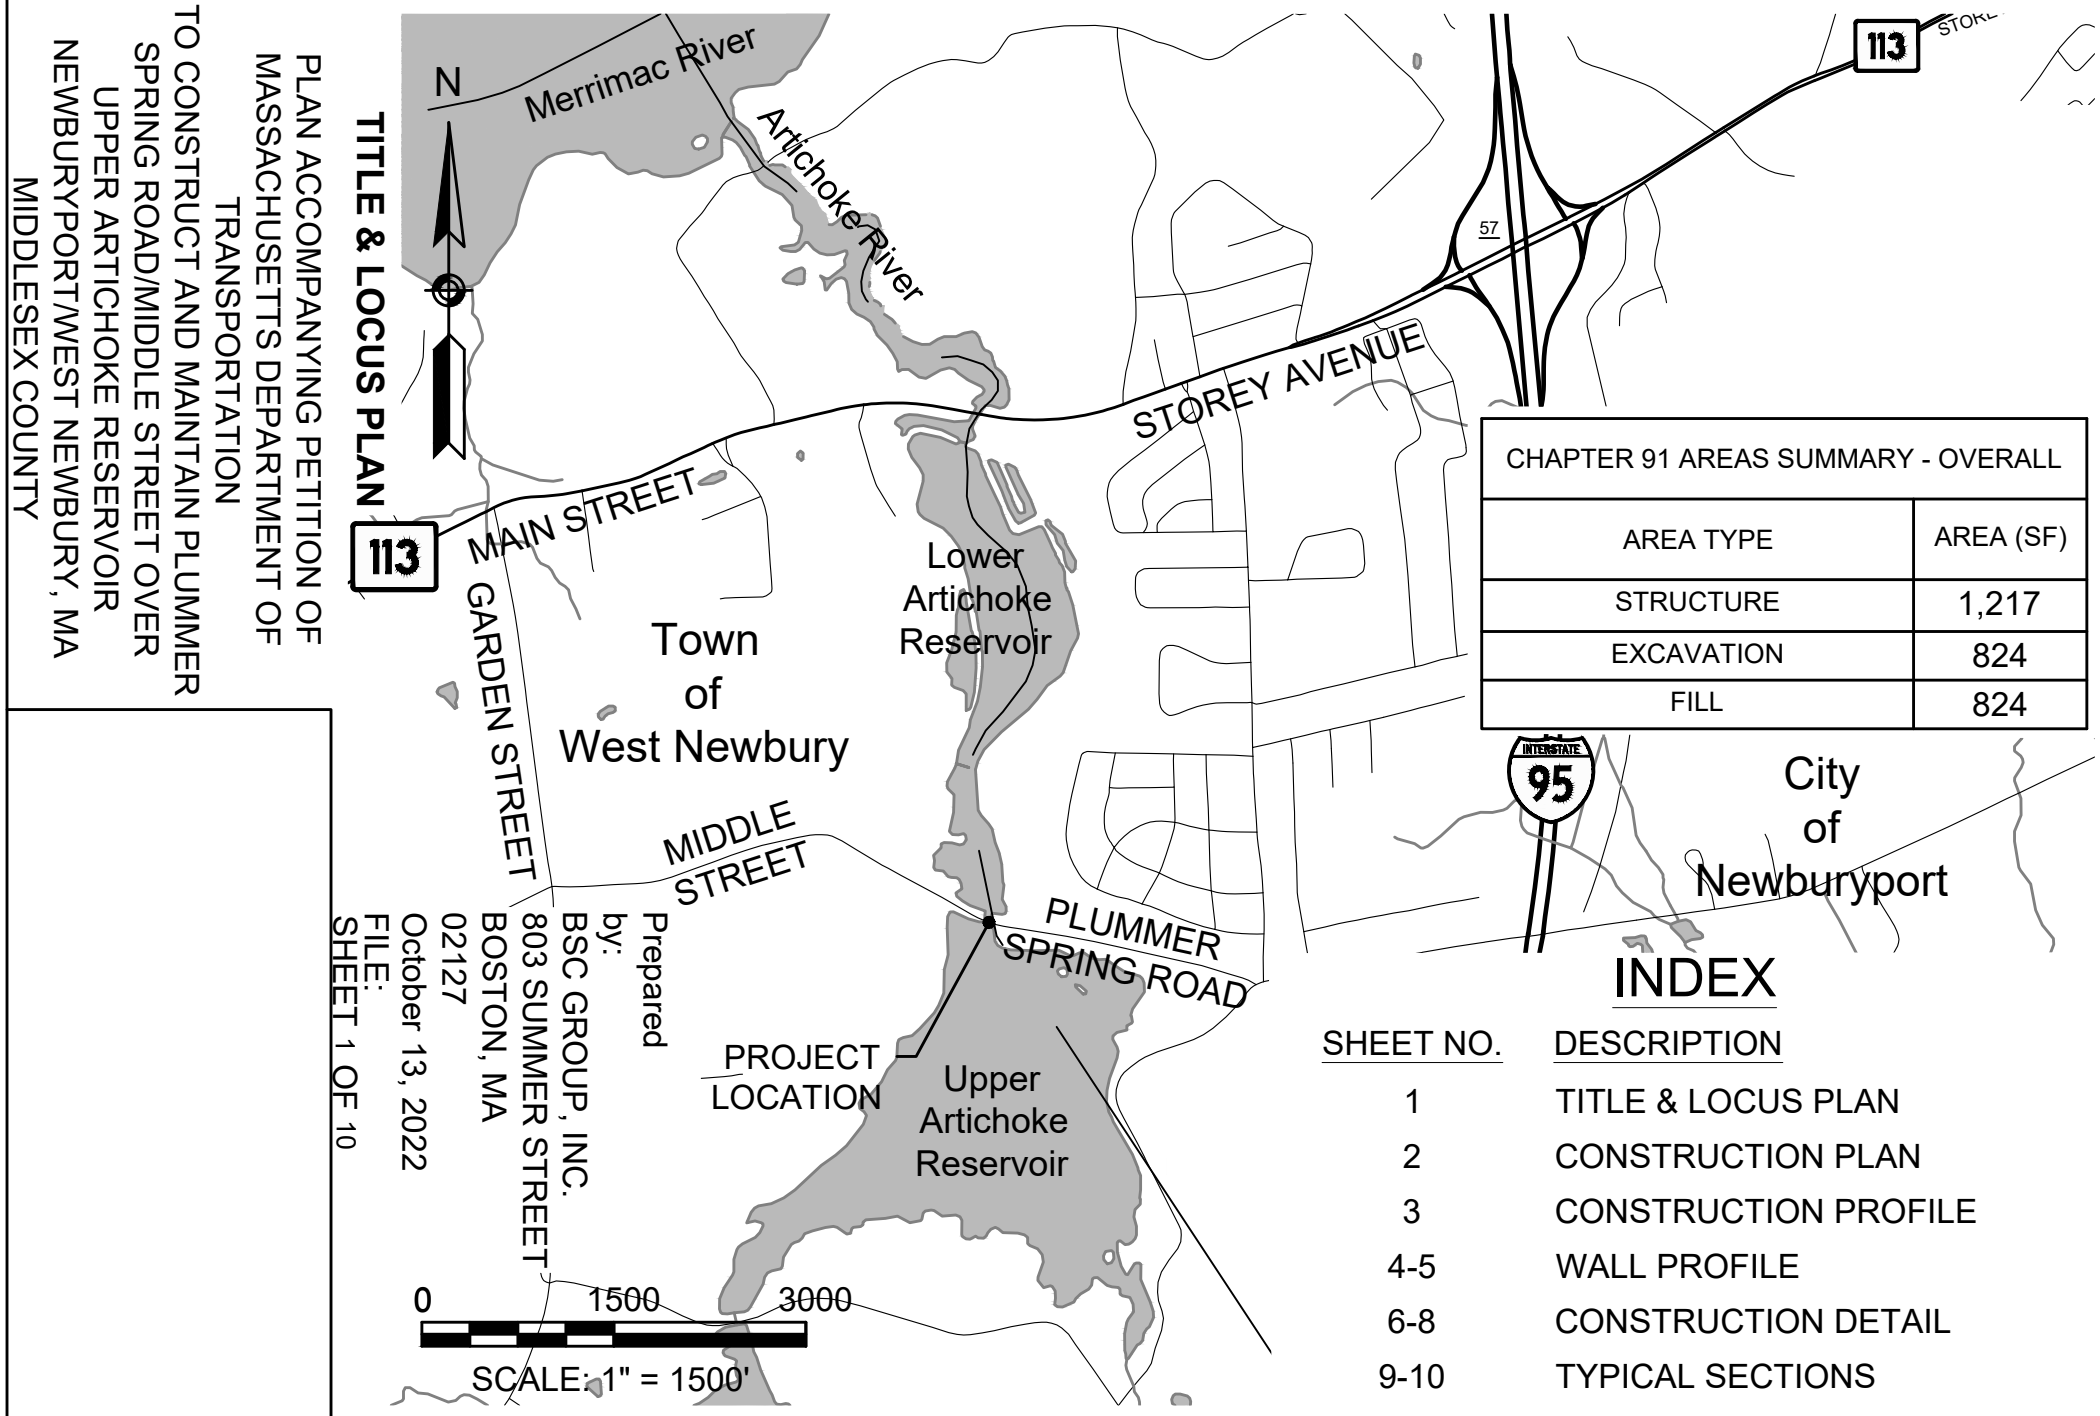 TITLE & LOCUS PLAN
PLAN ACCOMPANYING PETITION OF
MASSACHUSETTS DEPARTMENT OF
TRANSPORTATION
TO CONSTRUCT AND MAINTAIN PLUMMER
SPRING ROAD/MIDDLE STREET OVER
UPPER ARTICHOKE RESERVOIR
NEWBURYPORT/WEST NEWBURY, MA
MIDDLESEX COUNTY
N
Merrimac River
Artichoke River
113
STORE
57
STOREY AVENUE
MAIN STREET
113
GARDEN STREET
Lower
Artichoke
Reservoir
Town
of
West Newbury
CHAPTER 91 AREAS SUMMARY - OVERALL
AREA TYPE AREA (SF)
STRUCTURE 1,217
EXCAVATION 824
FILL 824
INTERSTATE
95
City
of
Newburyport
MIDDLE
STREET
PLUMMER
SPRING ROAD
PROJECT
LOCATION
Upper
Artichoke
Reservoir
Prepared
by:
BSC GROUP, INC.
803 SUMMER STREET
BOSTON, MA
02127
October 13, 2022
FILE:
SHEET 1 OF 10
0 1500 3000
SCALE: 1" = 1500'
INDEX
SHEET NO. DESCRIPTION
1 TITLE & LOCUS PLAN
2 CONSTRUCTION PLAN
3 CONSTRUCTION PROFILE
4-5 WALL PROFILE
6-8 CONSTRUCTION DETAIL
9-10 TYPICAL SECTIONS